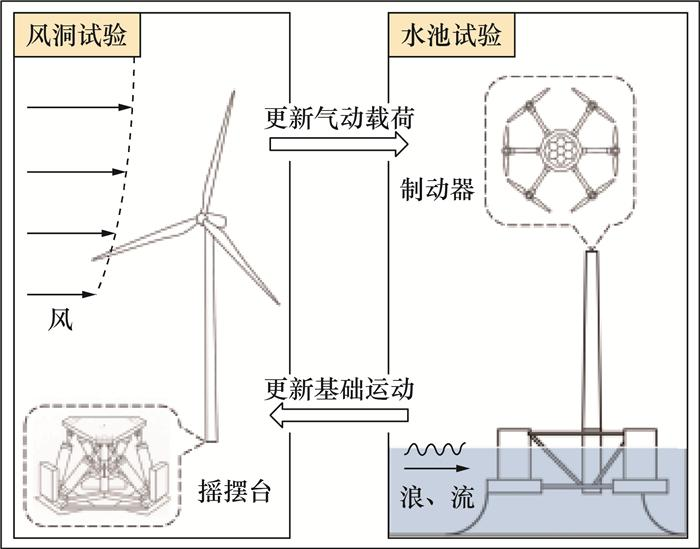 风洞试验
水池试验
更新气动载荷
制动器
风
更新基础运动
摇摆台
浪、流